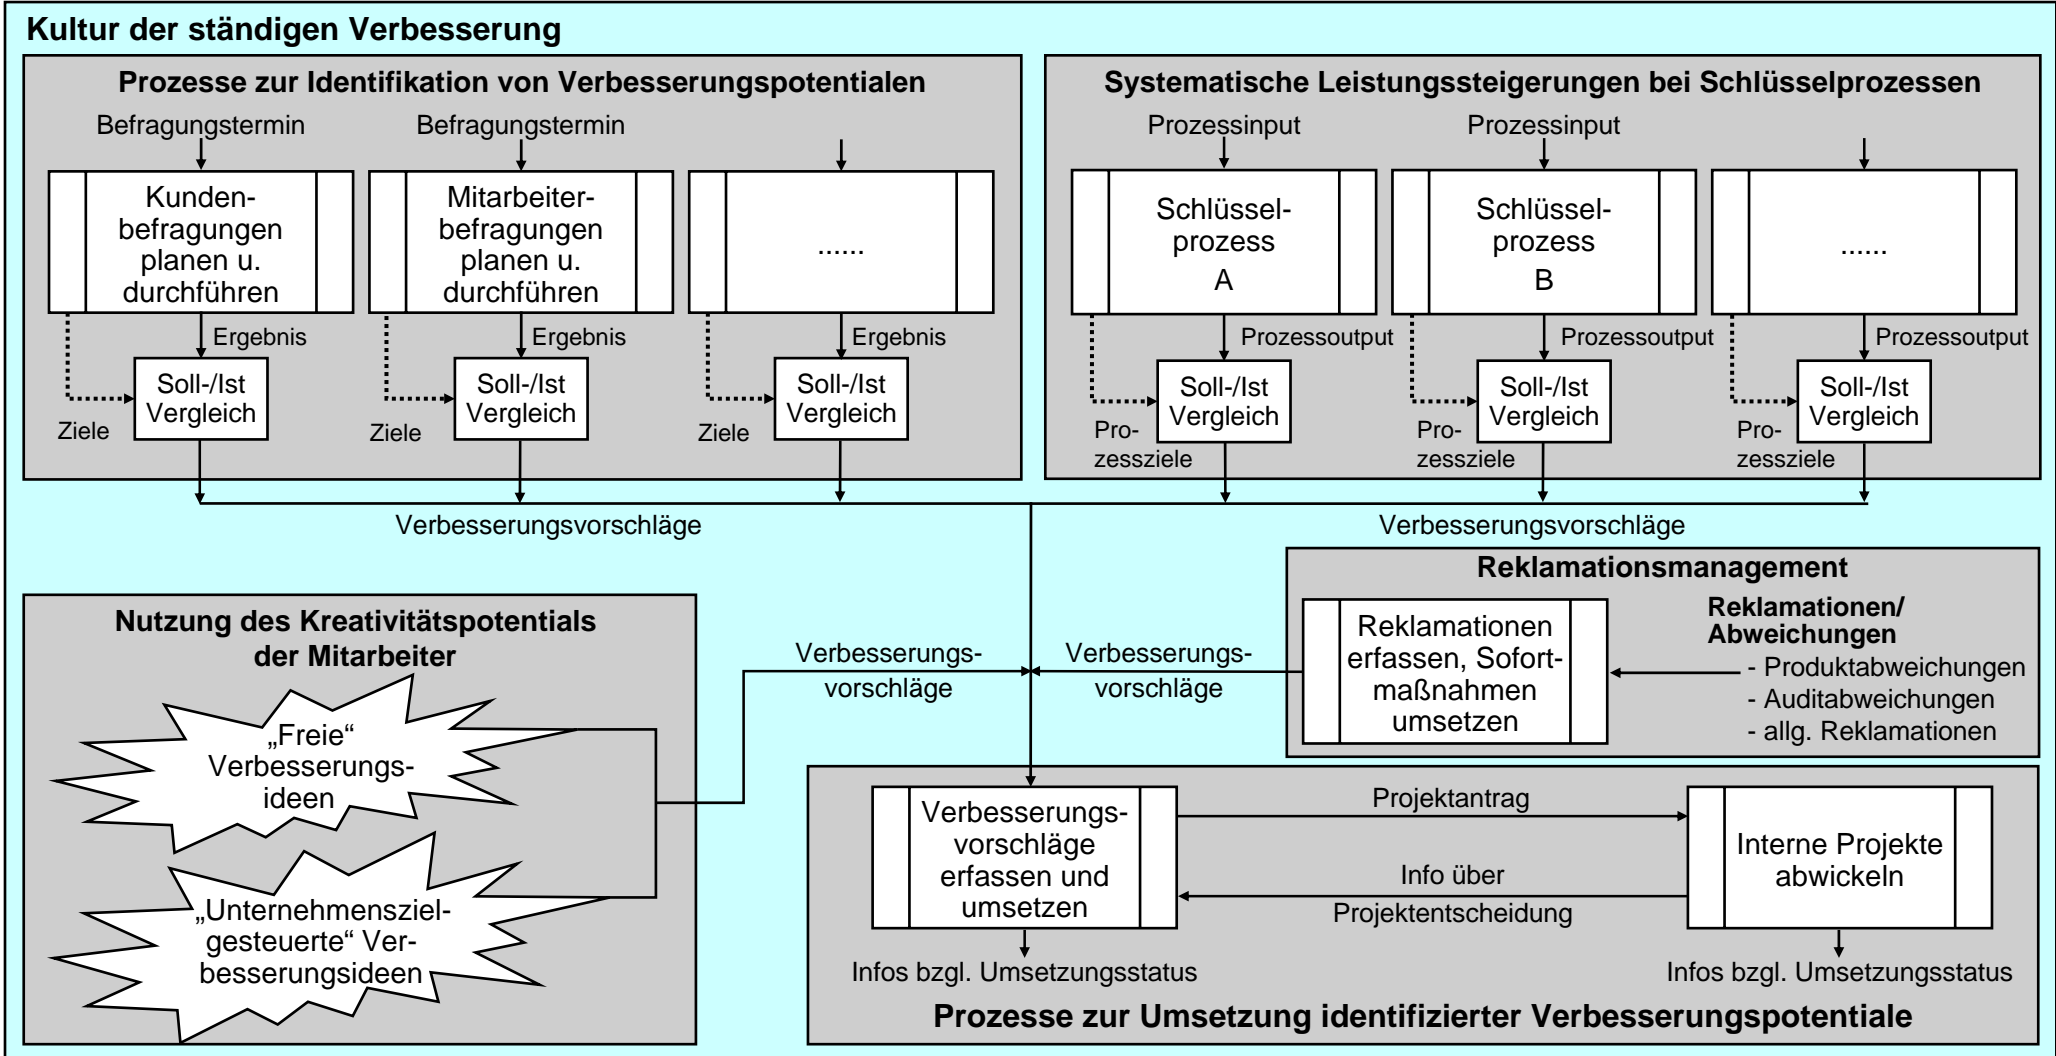 Kultur der ständigen Verbesserung
Prozesse zur Identifikation von Verbesserungspotentialen
Befragungstermin
Befragungstermin
Kunden-
befragungen
planen u.
durchführen
Mitarbeiter-
befragungen
planen u.
durchführen
......
Ergebnis
Ergebnis
Ergebnis
Soll-/Ist
Vergleich
Soll-/Ist
Vergleich
Soll-/Ist
Vergleich
Ziele
Ziele
Ziele
Systematische Leistungssteigerungen bei Schlüsselprozessen
Prozessinput
Prozessinput
Schlüssel-
prozess
A
Schlüssel-
prozess
B
......
Prozessoutput
Prozessoutput
Prozessoutput
Soll-/Ist
Vergleich
Soll-/Ist
Vergleich
Soll-/Ist
Vergleich
Pro-
zessziele
Pro-
zessziele
Pro-
zessziele
Verbesserungsvorschläge
Verbesserungsvorschläge
Nutzung des Kreativitätspotentials
der Mitarbeiter
„Freie“
Verbesserungs-
ideen
„Unternehmensziel-
gesteuerte“ Ver-
besserungsideen
Verbesserungs-
vorschläge
Verbesserungs-
vorschläge
Reklamationsmanagement
Reklamationen
erfassen, Sofort-
maßnahmen
umsetzen
Reklamationen/
Abweichungen
- Produktabweichungen
- Auditabweichungen
- allg. Reklamationen
Verbesserungs-
vorschläge
erfassen und
umsetzen
Projektantrag
Info über
Projektentscheidung
Interne Projekte
abwickeln
Infos bzgl. Umsetzungsstatus
Infos bzgl. Umsetzungsstatus
Prozesse zur Umsetzung identifizierter Verbesserungspotentiale